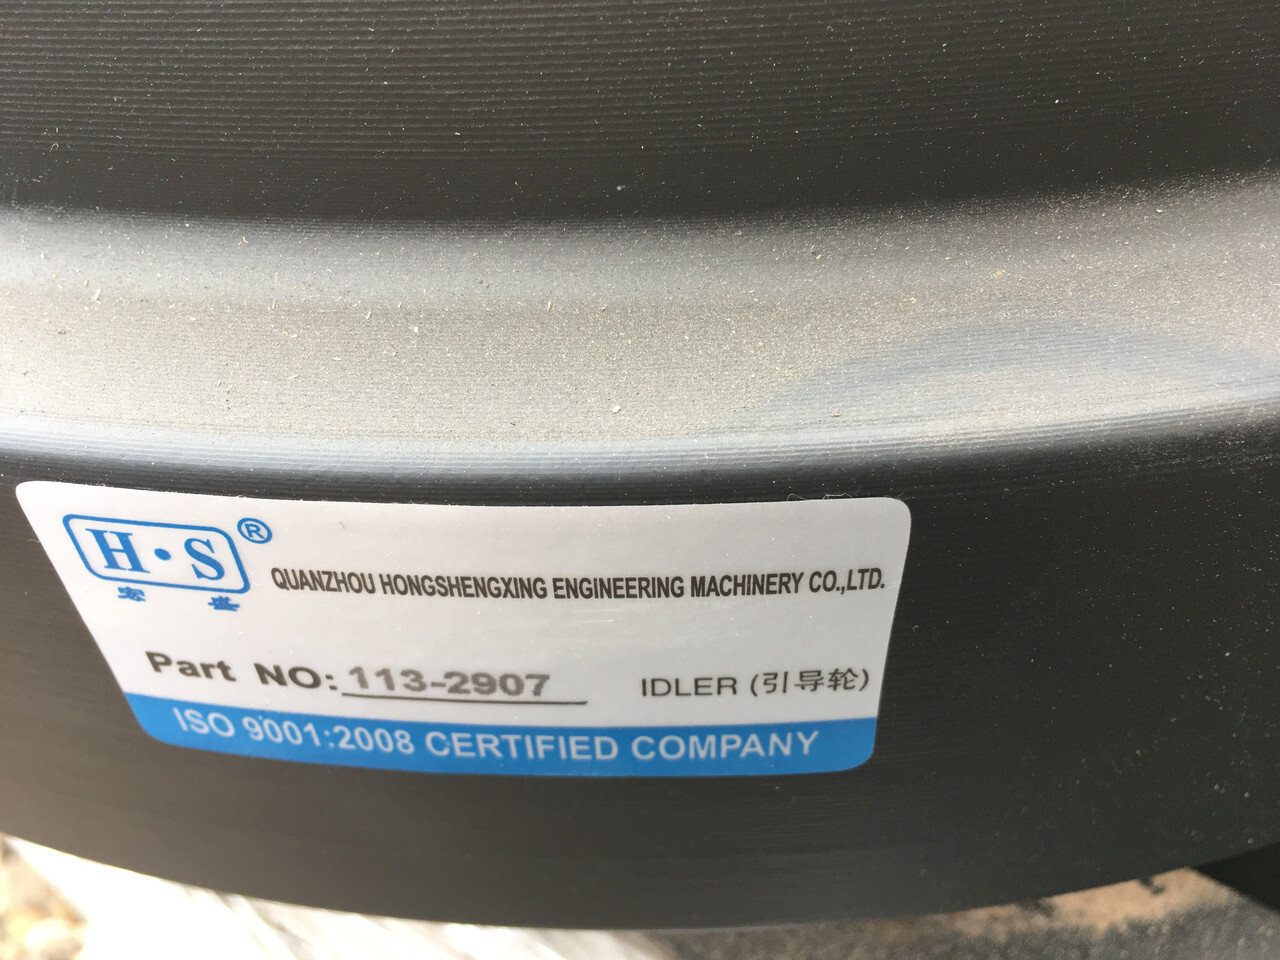 H·S®
宏盛
QUANZHOU HONGSHENGXING ENGINEERING MACHINERY CO.,LTD.
Part NO: 113-2907 IDLER (引导轮)
ISO 9001:2008 CERTIFIED COMPANY